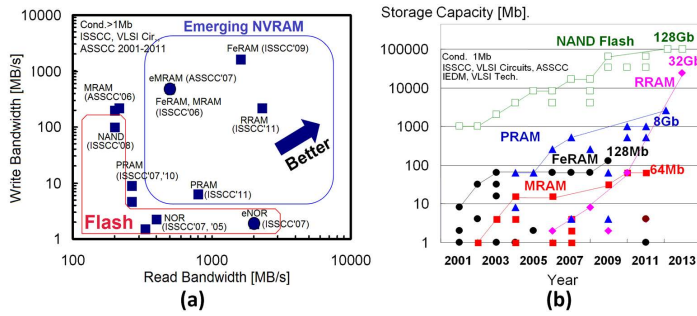 Cond.>1Mb
ISSCC, VLSI Cir.,
ASSCC 2001-2011
Emerging NVRAM
FeRAM (ISSCC'09)
eMRAM (ASSCC'07)
FeRAM, MRAM
(ISSCC'06)
MRAM
(ASSCC'06)
RRAM
(ISSCC'11)
NAND
(ISSCC'08)
Better
PRAM
(ISSCC'07,'10)
PRAM
(ISSCC'11)
Flash
NOR
(ISSCC'07, '05)
eNOR
(ISSCC'07)
Write Bandwidth [MB/s]
10000
1000
100
10
1
100
1000
10000
Read Bandwidth [MB/s]
(a)
Storage Capacity [Mb].
128Gb
NAND Flash
32Gb
RRAM
Cond. 1Mb
ISSCC, VLSI Circuits, ASSCC
IEDM, VLSI Tech.
8Gb
PRAM
FeRAM
128Mb
MRAM
64Mb
100000
10000
1000
100
10
1
2001
2003
2005
2007
2009
2011
2013
Year
(b)